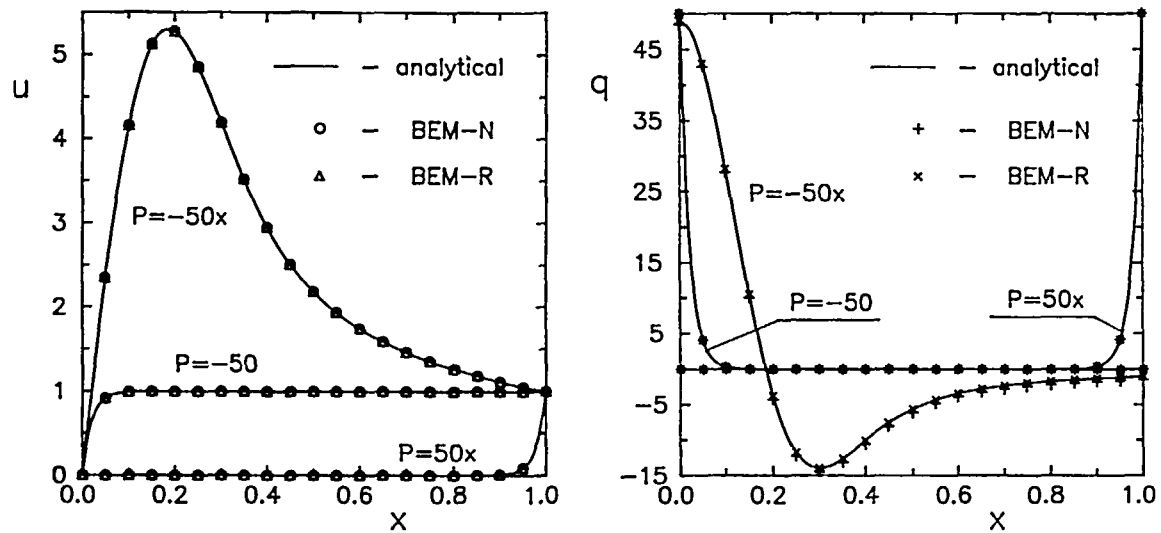 5
4
3
2
1
0
u
— analytical
o — BEM-N
△ — BEM-R
P=-50x
P=-50
P=50x
0.0 0.2 0.4 0.6 0.8 1.0
x
45
35
25
15
5
-5
-15
q
— analytical
+ — BEM-N
× — BEM-R
P=-50x
P=-50
P=50x
0.0 0.2 0.4 0.6 0.8 1.0
x